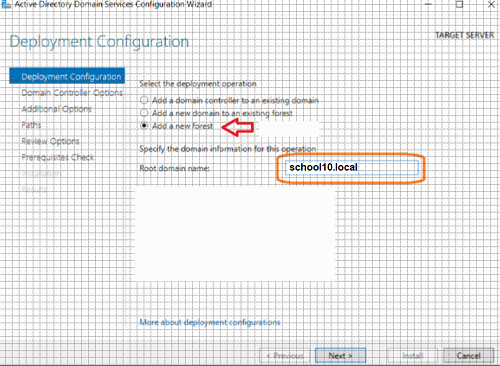 Active Directory Domain Services Configuration Wizard
Deployment Configuration
TARGET SERVER
Deployment Configuration
Domain Controller Options
Additional Options
Paths
Review Options
Prerequisites Check
Installation
Results
Select the deployment operation
Add a domain controller to an existing domain
Add a new domain to an existing forest
Add a new forest
Specify the domain information for this operation
Root domain name:
school10.local
More about deployment configurations
< Previous
Next >
Install
Cancel